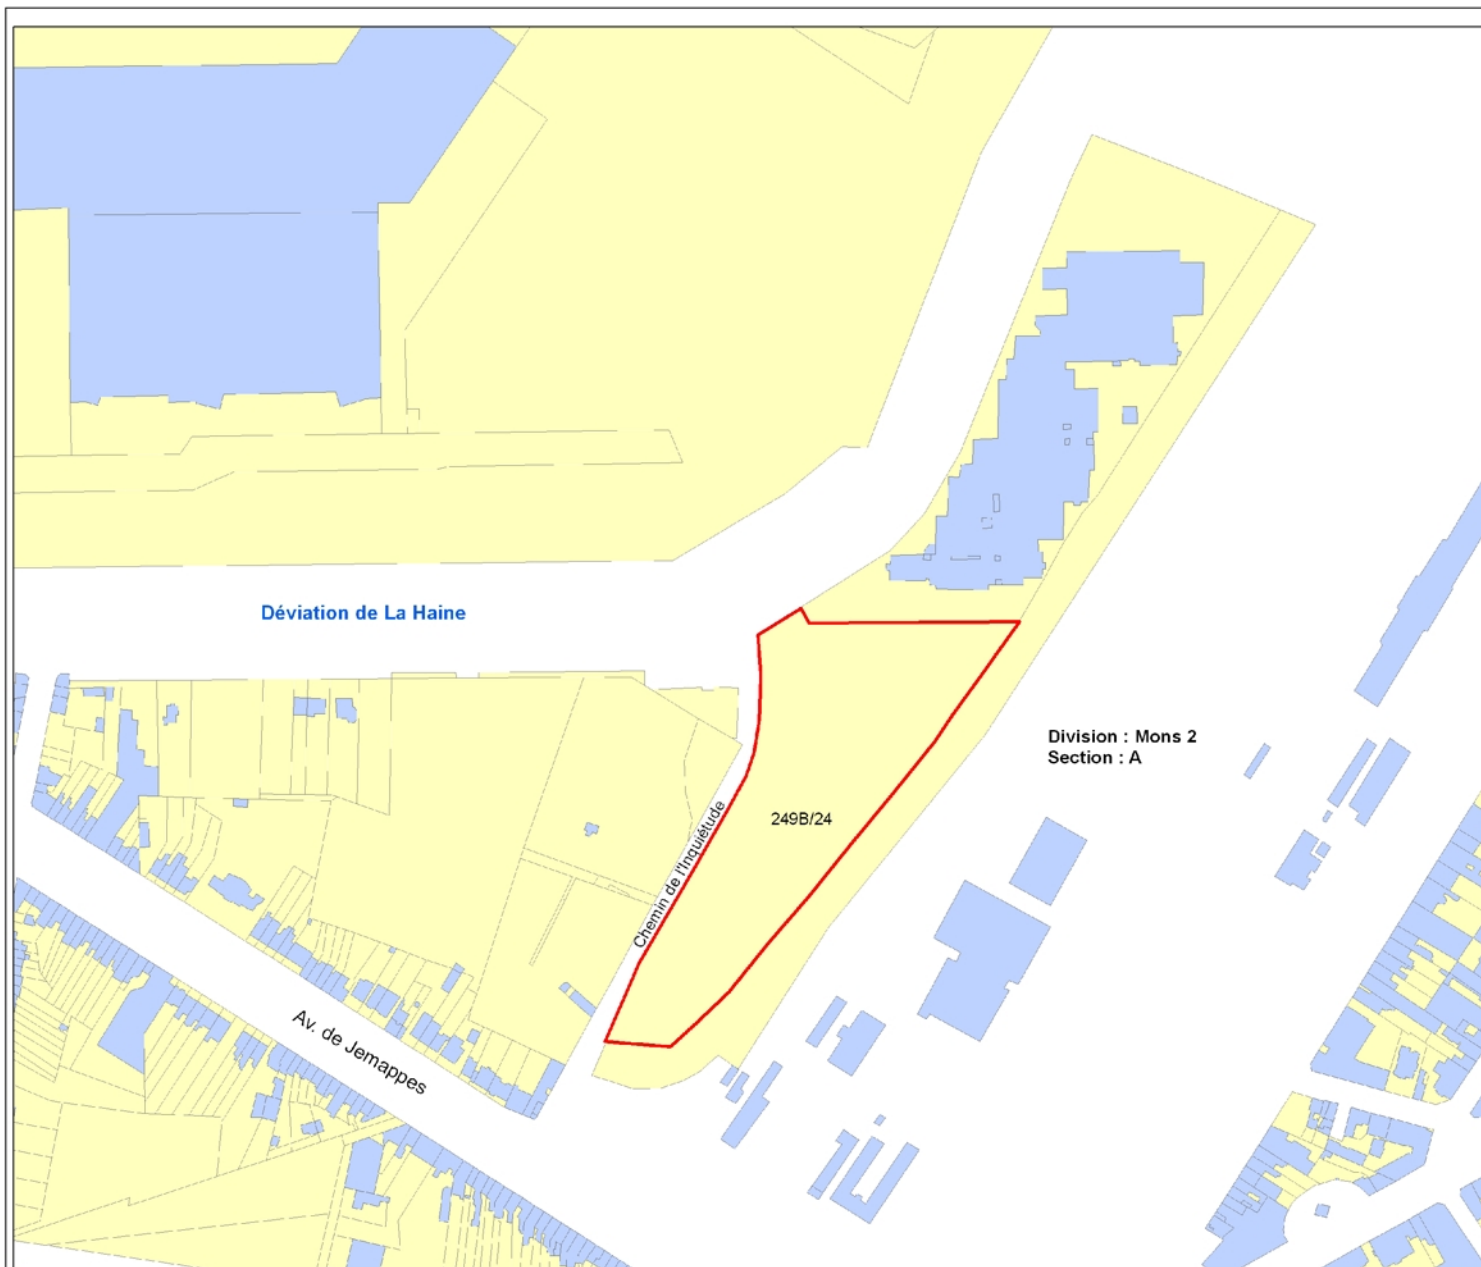 Déviation de La Haine
Division : Mons 2
Section : A
249B/24
Chemin de l'Inquiétude
Av. de Jemappes